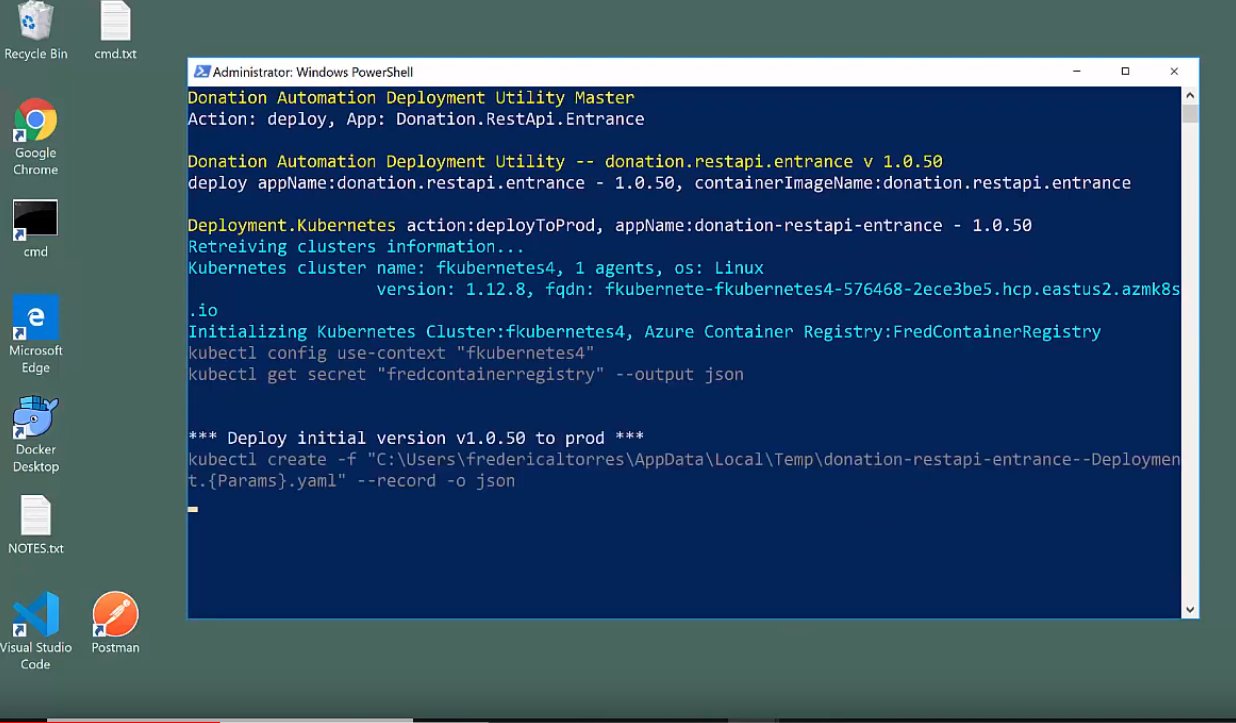 Recycle Bin
cmd.txt
Google
Chrome
cmd
Microsoft
Edge
Docker
Desktop
NOTES.txt
Visual Studio
Code
Postman
Administrator: Windows PowerShell
Donation Automation Deployment Utility Master
Action: deploy, App: Donation.RestApi.Entrance
Donation Automation Deployment Utility -- donation.restapi.entrance v 1.0.50
deploy appName:donation.restapi.entrance - 1.0.50, containerImageName:donation.restapi.entrance
Deployment.Kubernetes action:deployToProd, appName:donation-restapi-entrance - 1.0.50
Retreiving clusters information...
Kubernetes cluster name: fkubernetes4, 1 agents, os: Linux
version: 1.12.8, fqdn: fkubernete-fkubernetes4-576468-2ece3be5.hcp.eastus2.azmk8s
.io
Initializing Kubernetes Cluster:fkubernetes4, Azure Container Registry:FredContainerRegistry
kubectl config use-context "fkubernetes4"
kubectl get secret "fredcontainerregistry" --output json
*** Deploy initial version v1.0.50 to prod ***
kubectl create -f "C:\Users\fredericaltorres\AppData\Local\Temp\donation-restapi-entrance--Deploymen
t.{Params}.yaml" --record -o json